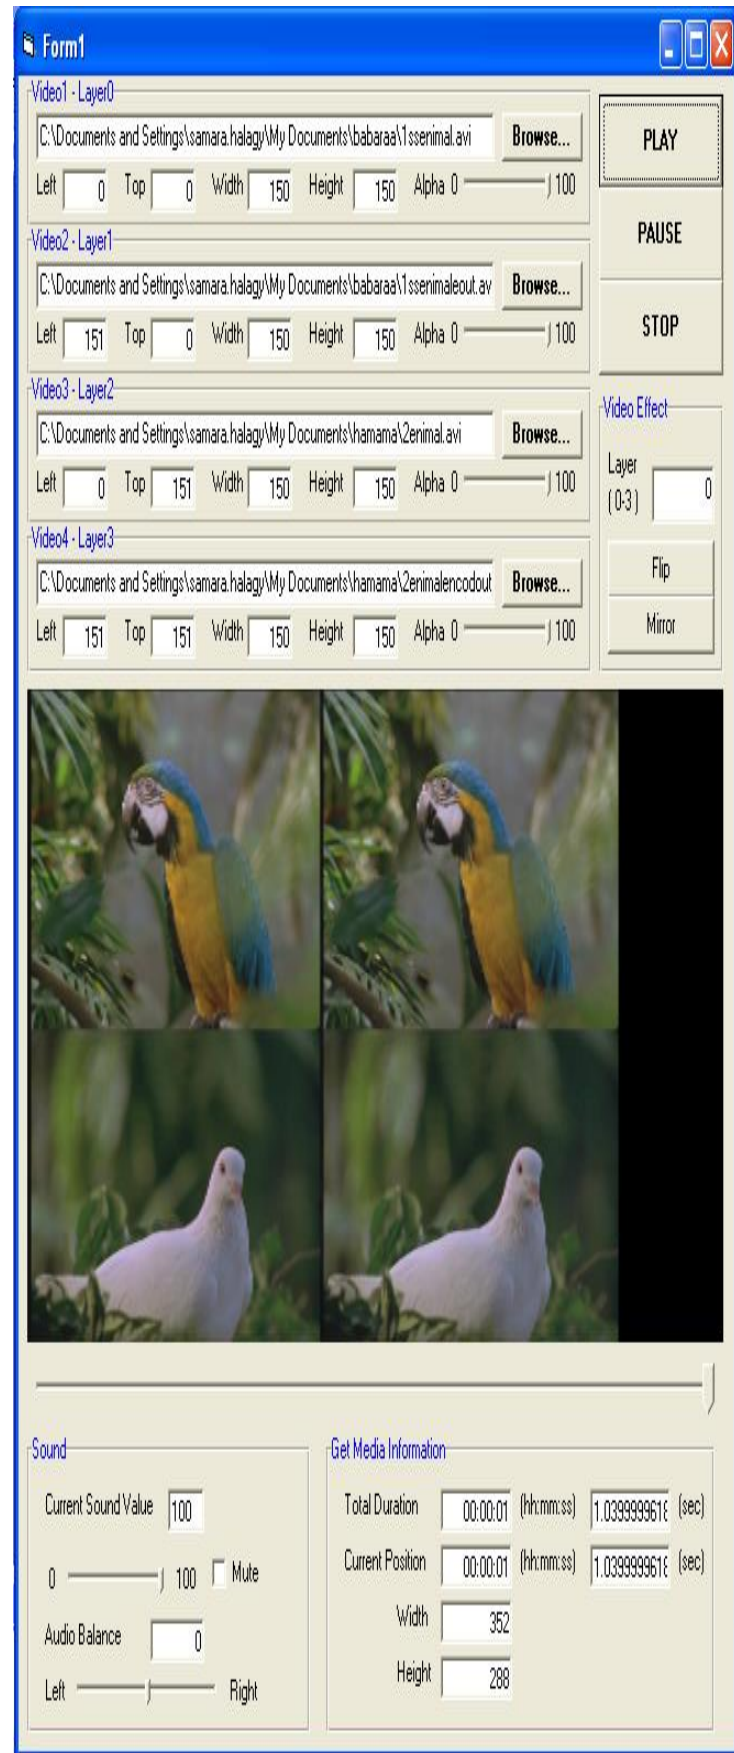 Form1
Video1 - Layer0
C:\Documents and Settings\samara.halagy\My Documents\babaraa\1ssenimal.avi
Browse...
Left 0 Top 0 Width 150 Height 150 Alpha 0 100
Video2 - Layer1
C:\Documents and Settings\samara.halagy\My Documents\babaraa\1ssenimaleout.av
Browse...
Left 151 Top 0 Width 150 Height 150 Alpha 0 100
Video3 - Layer2
C:\Documents and Settings\samara.halagy\My Documents\hamama\2enimal.avi
Browse...
Left 0 Top 151 Width 150 Height 150 Alpha 0 100
Video4 - Layer3
C:\Documents and Settings\samara.halagy\My Documents\hamama\2enimalencodout
Browse...
Left 151 Top 151 Width 150 Height 150 Alpha 0 100
PLAY
PAUSE
STOP
Video Effect
Layer
( 0-3 )
0
Flip
Mirror
Sound
Current Sound Value 100
0 100 Mute
Audio Balance 0
Left Right
Get Media Information
Total Duration 00:00:01 (hh:mm:ss) 1.0399999618 (sec)
Current Position 00:00:01 (hh:mm:ss) 1.0399999618 (sec)
Width 352
Height 288